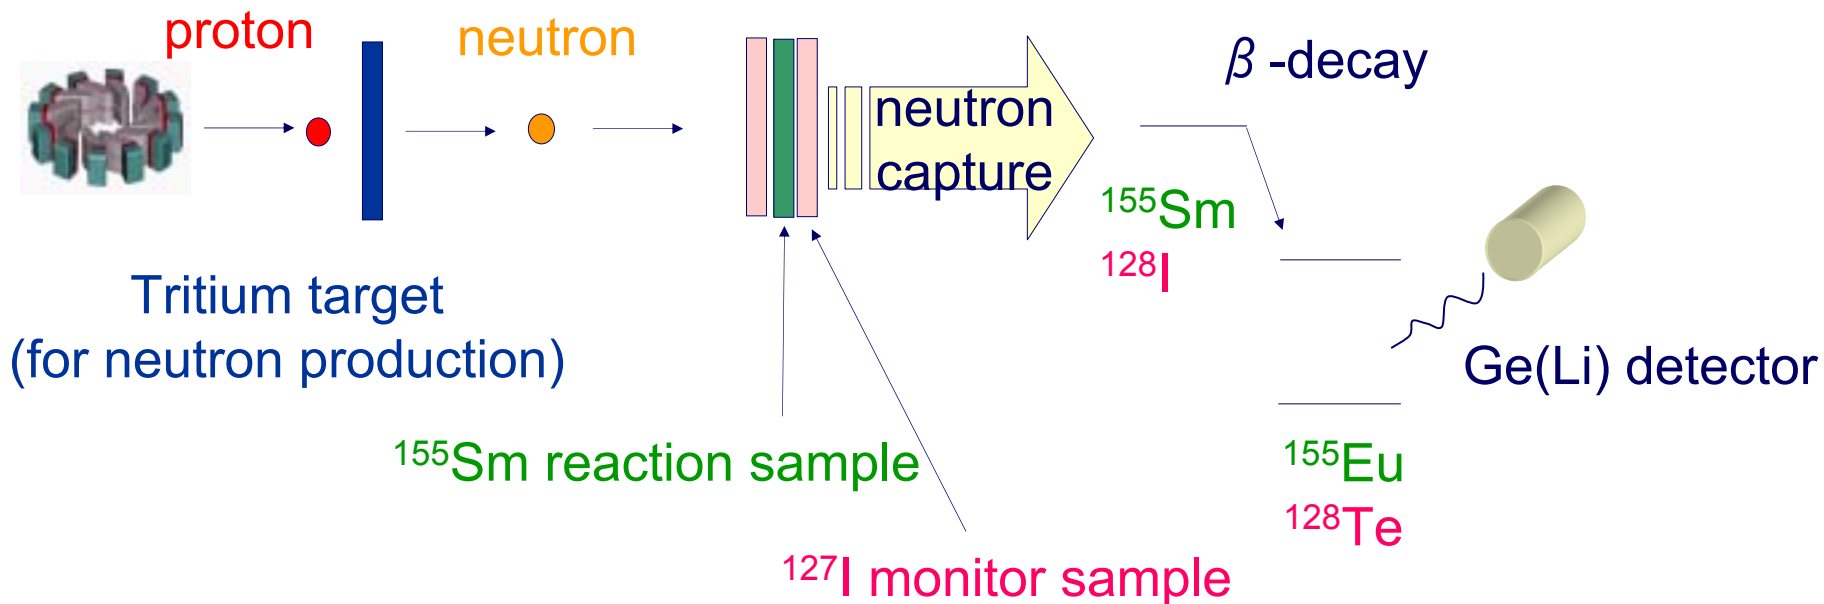 proton
neutron
β-decay
neutron
capture
¹⁵⁵Sm
¹²⁸I
Tritium target
(for neutron production)
Ge(Li) detector
¹⁵⁵Sm reaction sample
¹⁵⁵Eu
¹²⁸Te
¹²⁷I monitor sample